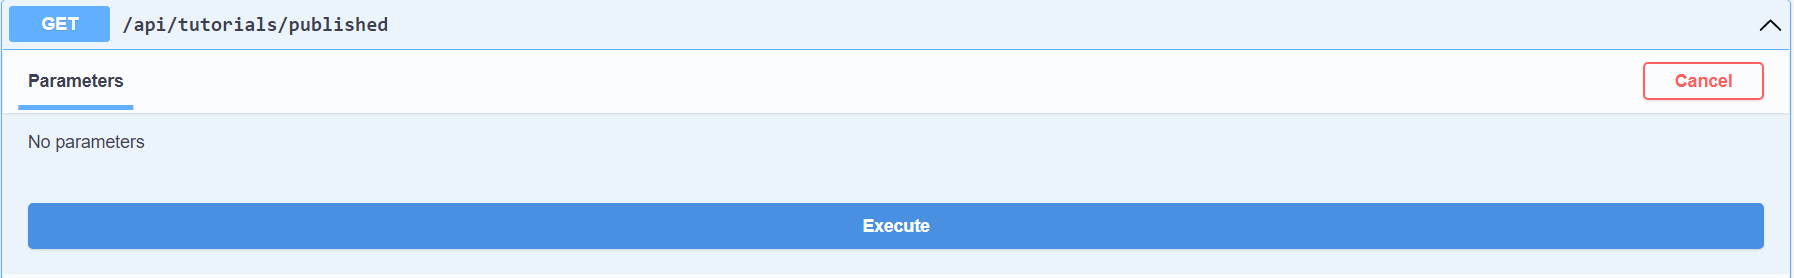 GET /api/tutorials/published
Parameters Cancel
No parameters
Execute